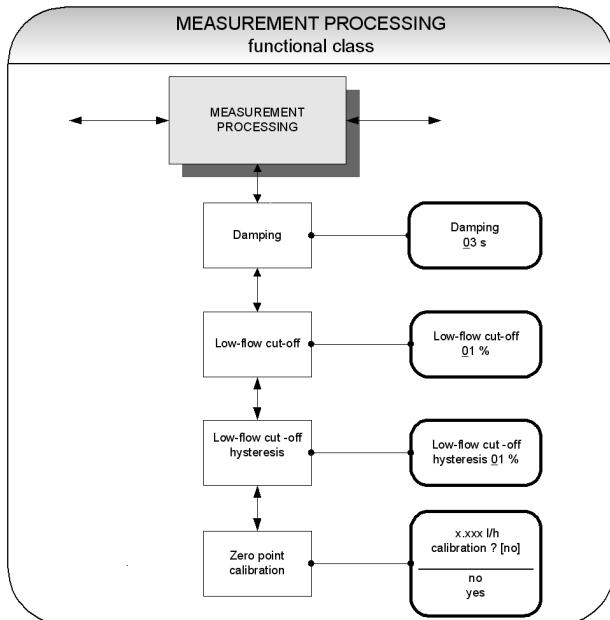 MEASUREMENT PROCESSING
functional class
MEASUREMENT
PROCESSING
Damping
Damping
03 s
Low-flow cut-off
Low-flow cut-off
01 %
Low-flow cut -off
hysteresis
Low-flow cut -off
hysteresis 01 %
Zero point
calibration
x.xxx l/h
calibration ? [no]
no
yes